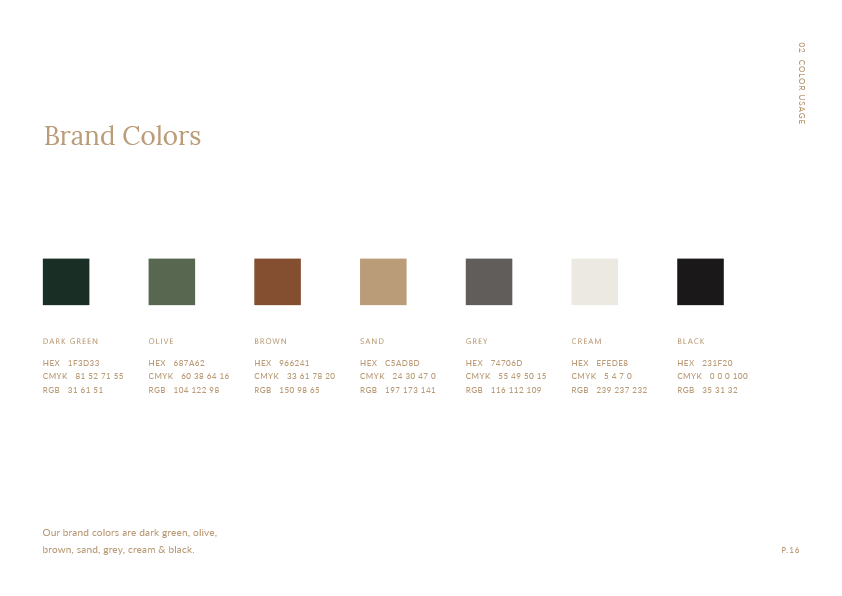 02 COLOR USAGE
Brand Colors
DARK GREEN
HEX 1F3D33
CMYK 81 52 71 55
RGB 31 61 51
OLIVE
HEX 687A62
CMYK 60 38 64 16
RGB 104 122 98
BROWN
HEX 966241
CMYK 33 61 78 20
RGB 150 98 65
SAND
HEX C5AD8D
CMYK 24 30 47 0
RGB 197 173 141
GREY
HEX 74706D
CMYK 55 49 50 15
RGB 116 112 109
CREAM
HEX EFEDE8
CMYK 5 4 7 0
RGB 239 237 232
BLACK
HEX 231F20
CMYK 0 0 0 100
RGB 35 31 32
Our brand colors are dark green, olive,
brown, sand, grey, cream & black.
P.16